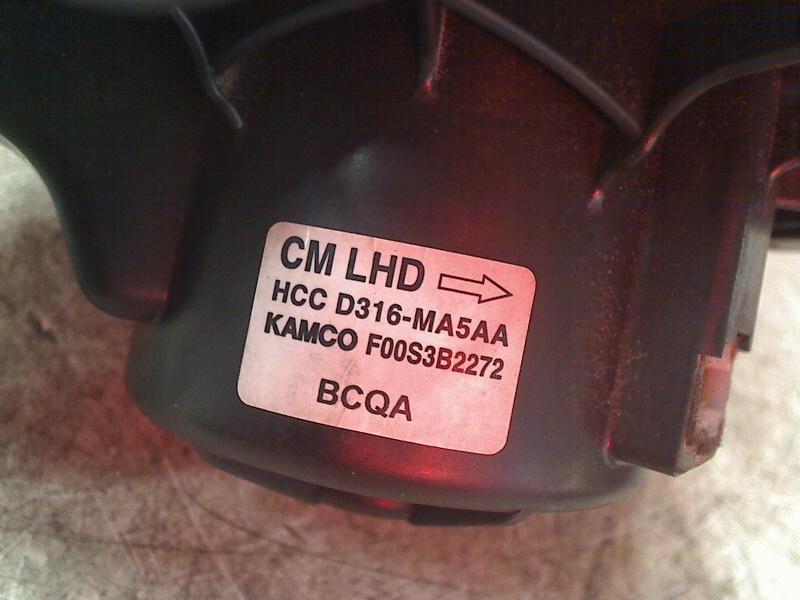 CM LHD
HCC D316-MA5AA
KAMCO F00S3B2272
BCQA